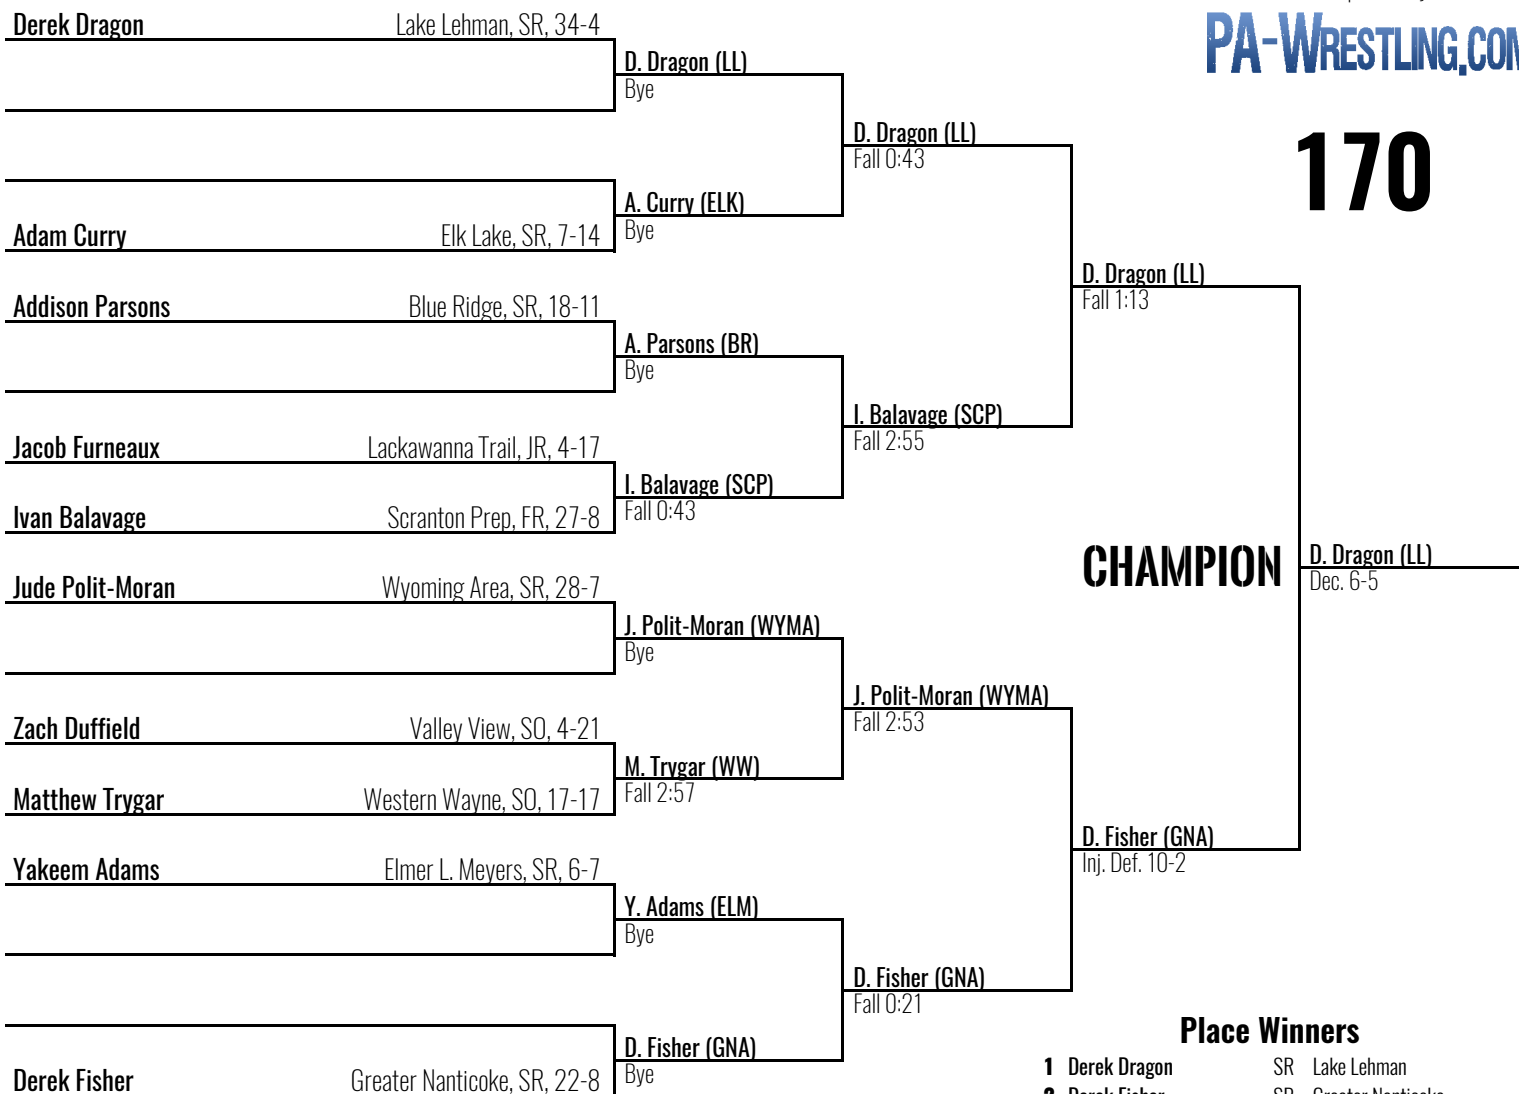 Derek Dragon Lake Lehman, SR, 34-4
D. Dragon (LL)
Bye
PA-WRESTLING.COM
170
D. Dragon (LL)
Fall 0:43
A. Curry (ELK)
Bye
Adam Curry Elk Lake, SR, 7-14
D. Dragon (LL)
Fall 1:13
Addison Parsons Blue Ridge, SR, 18-11
A. Parsons (BR)
Bye
I. Balavage (SCP)
Fall 2:55
Jacob Furneaux Lackawanna Trail, JR, 4-17
I. Balavage (SCP)
Fall 0:43
Ivan Balavage Scranton Prep, FR, 27-8
CHAMPION
D. Dragon (LL)
Dec. 6-5
Jude Polit-Moran Wyoming Area, SR, 28-7
J. Polit-Moran (WYMA)
Bye
J. Polit-Moran (WYMA)
Fall 2:53
Zach Duffield Valley View, SO, 4-21
M. Trygar (WW)
Fall 2:57
Matthew Trygar Western Wayne, SO, 17-17
D. Fisher (GNA)
Inj. Def. 10-2
Yakeem Adams Elmer L. Meyers, SR, 6-7
Y. Adams (ELM)
Bye
D. Fisher (GNA)
Fall 0:21
D. Fisher (GNA)
Bye
Derek Fisher Greater Nanticoke, SR, 22-8
Place Winners
1 Derek Dragon SR Lake Lehman
2 Derek Fisher SR Greater Nanticoke